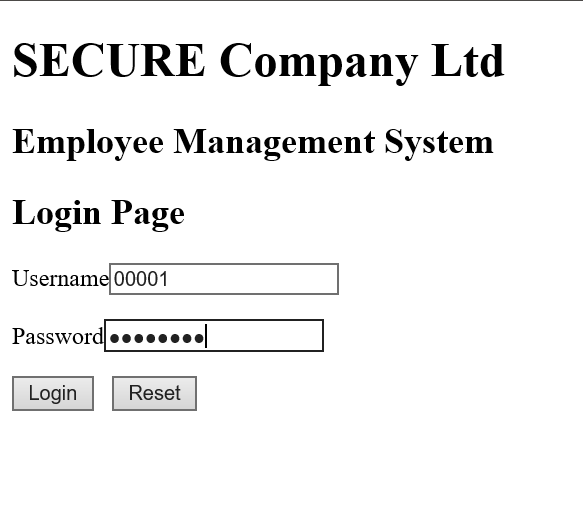 SECURE Company Ltd
Employee Management System
Login Page
Username 00001
Password ••••••••
Login Reset